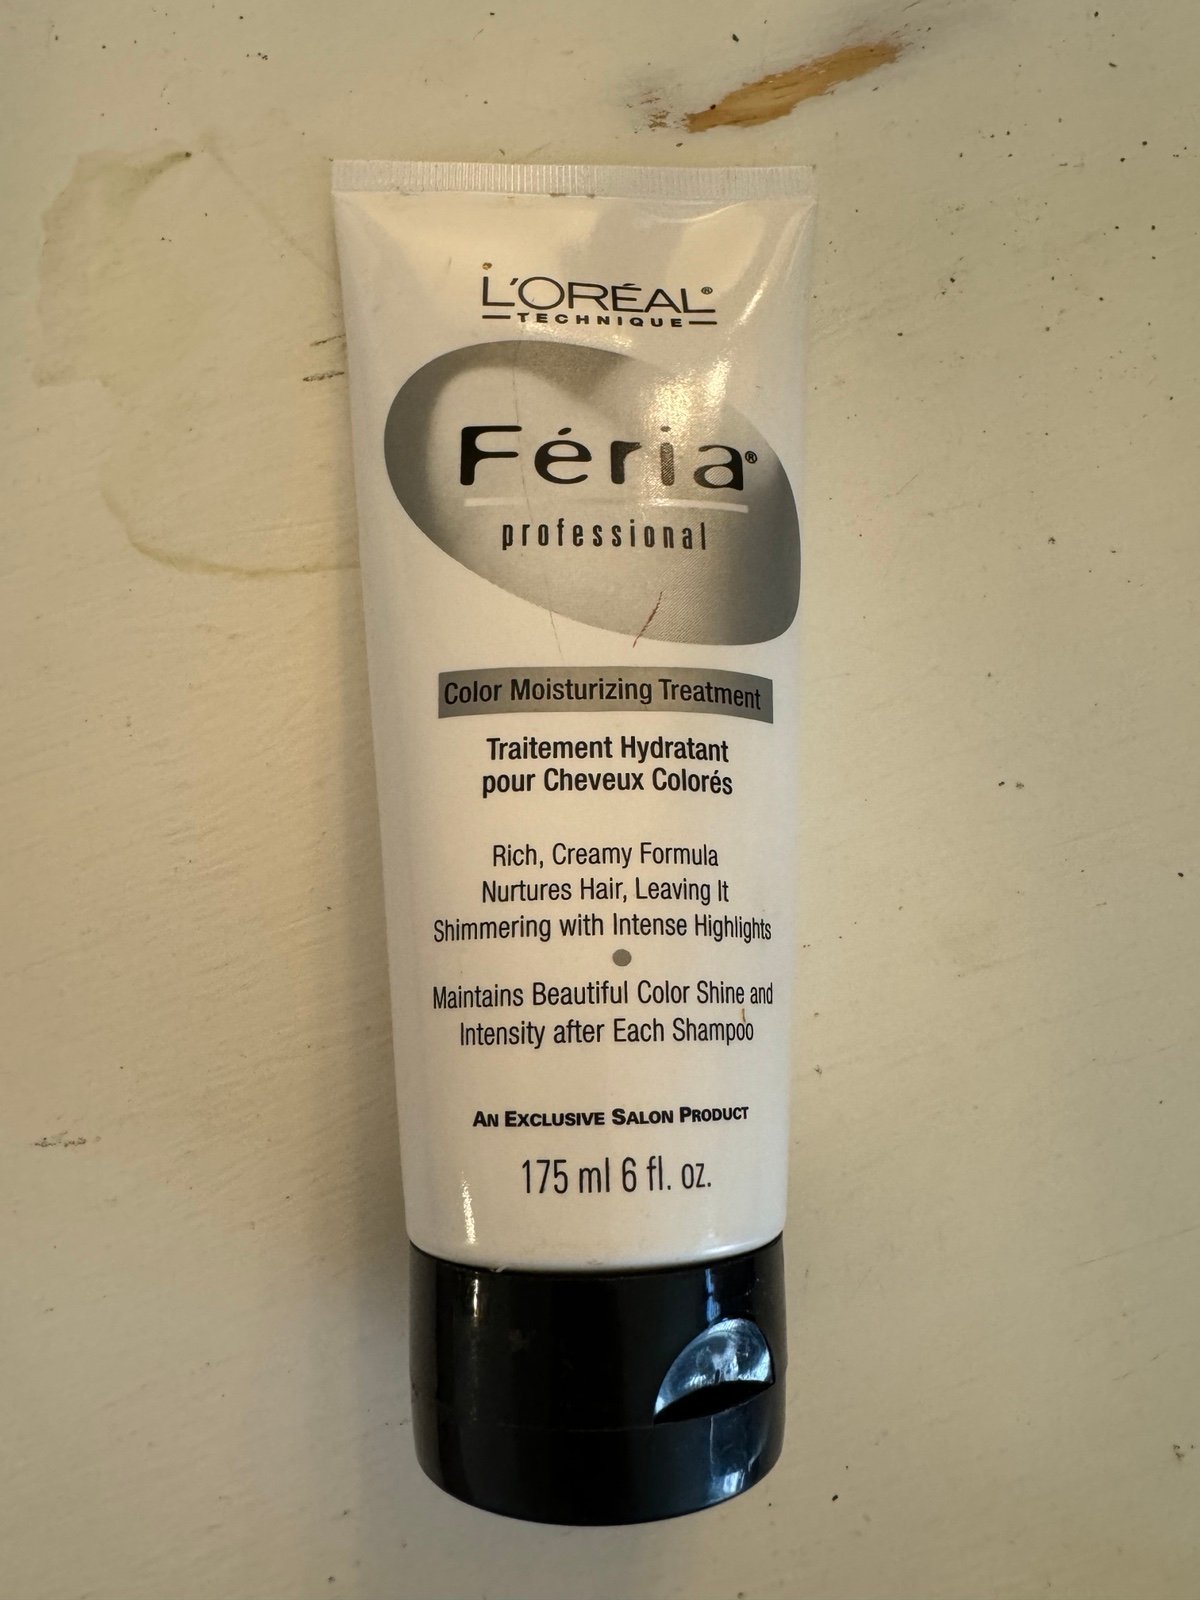 L'ORÉAL®
TECHNIQUE
Féria®
professional
Color Moisturizing Treatment
Traitement Hydratant
pour Cheveux Colorés
Rich, Creamy Formula
Nurtures Hair, Leaving It
Shimmering with Intense Highlights
Maintains Beautiful Color Shine and
Intensity after Each Shampoo
AN EXCLUSIVE SALON PRODUCT
175 ml 6 fl. oz.